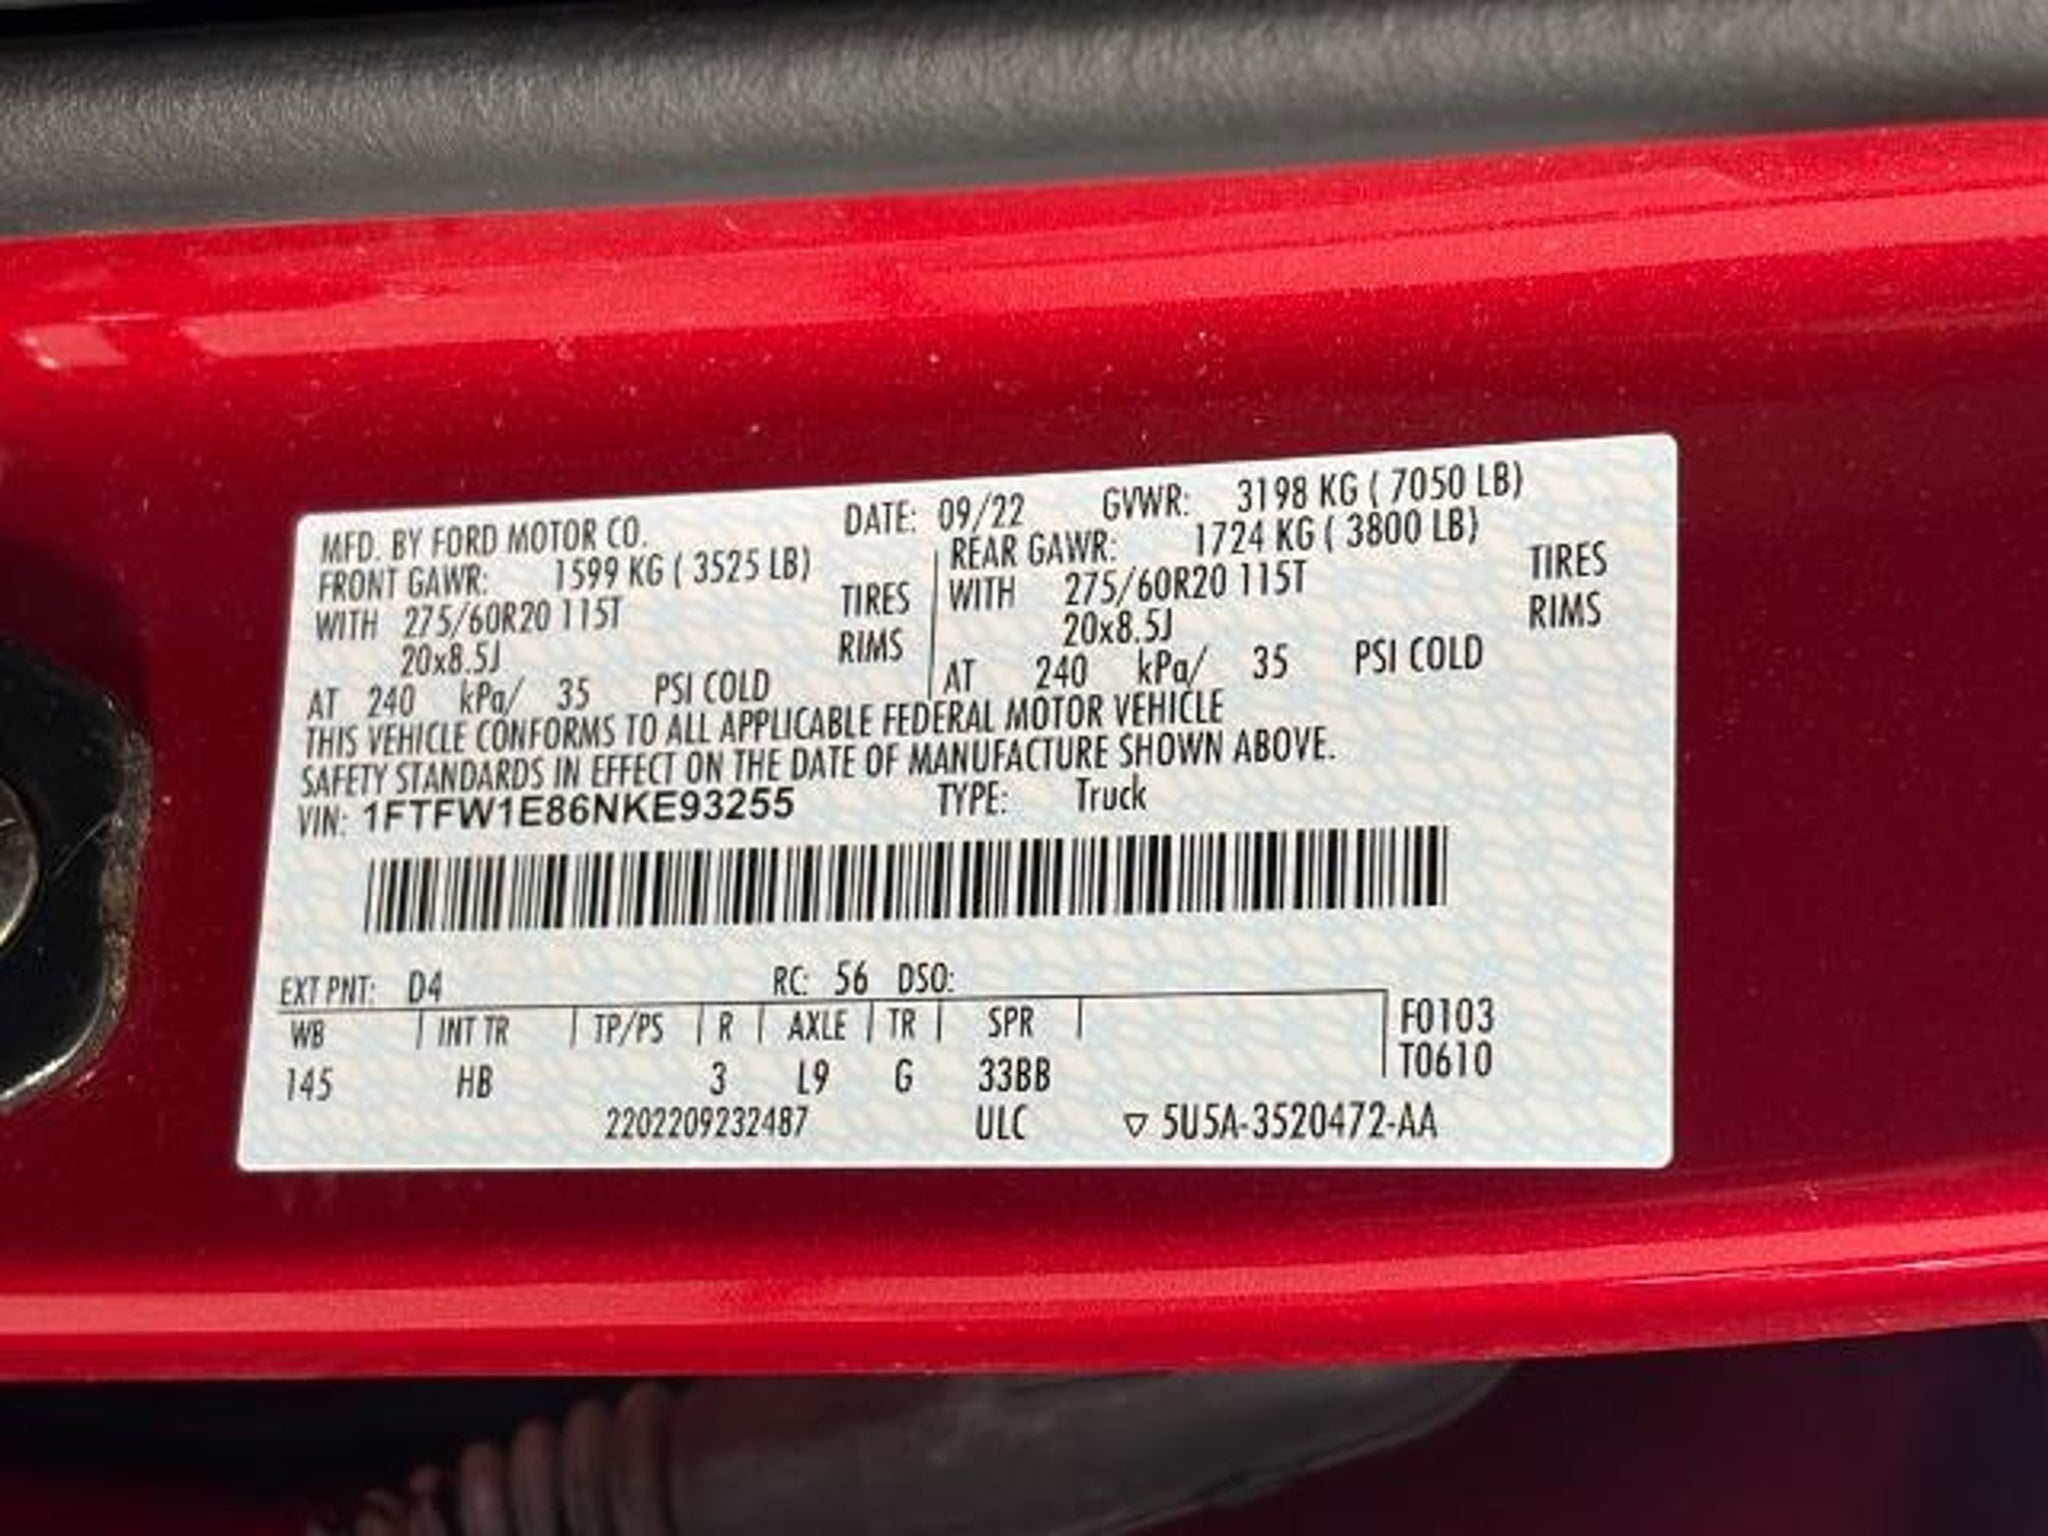 MFD. BY FORD MOTOR CO. DATE: 09/22 GVWR: 3198 KG ( 7050 LB)
FRONT GAWR: 1599 KG ( 3525 LB) REAR GAWR: 1724 KG ( 3800 LB)
WITH 275/60R20 115T TIRES WITH 275/60R20 115T TIRES
20x8.5J RIMS 20x8.5J RIMS
AT 240 kPa/ 35 PSI COLD AT 240 kPa/ 35 PSI COLD
THIS VEHICLE CONFORMS TO ALL APPLICABLE FEDERAL MOTOR VEHICLE
SAFETY STANDARDS IN EFFECT ON THE DATE OF MANUFACTURE SHOWN ABOVE.
VIN: 1FTFW1E86NKE93255 TYPE: Truck
EXT PNT: D4 RC: 56 DSO:
WB INT TR TP/PS R AXLE TR SPR F0103
T0610
145 HB 3 L9 G 33BB
2202209232487 ULC ▽ 5U5A-3520472-AA